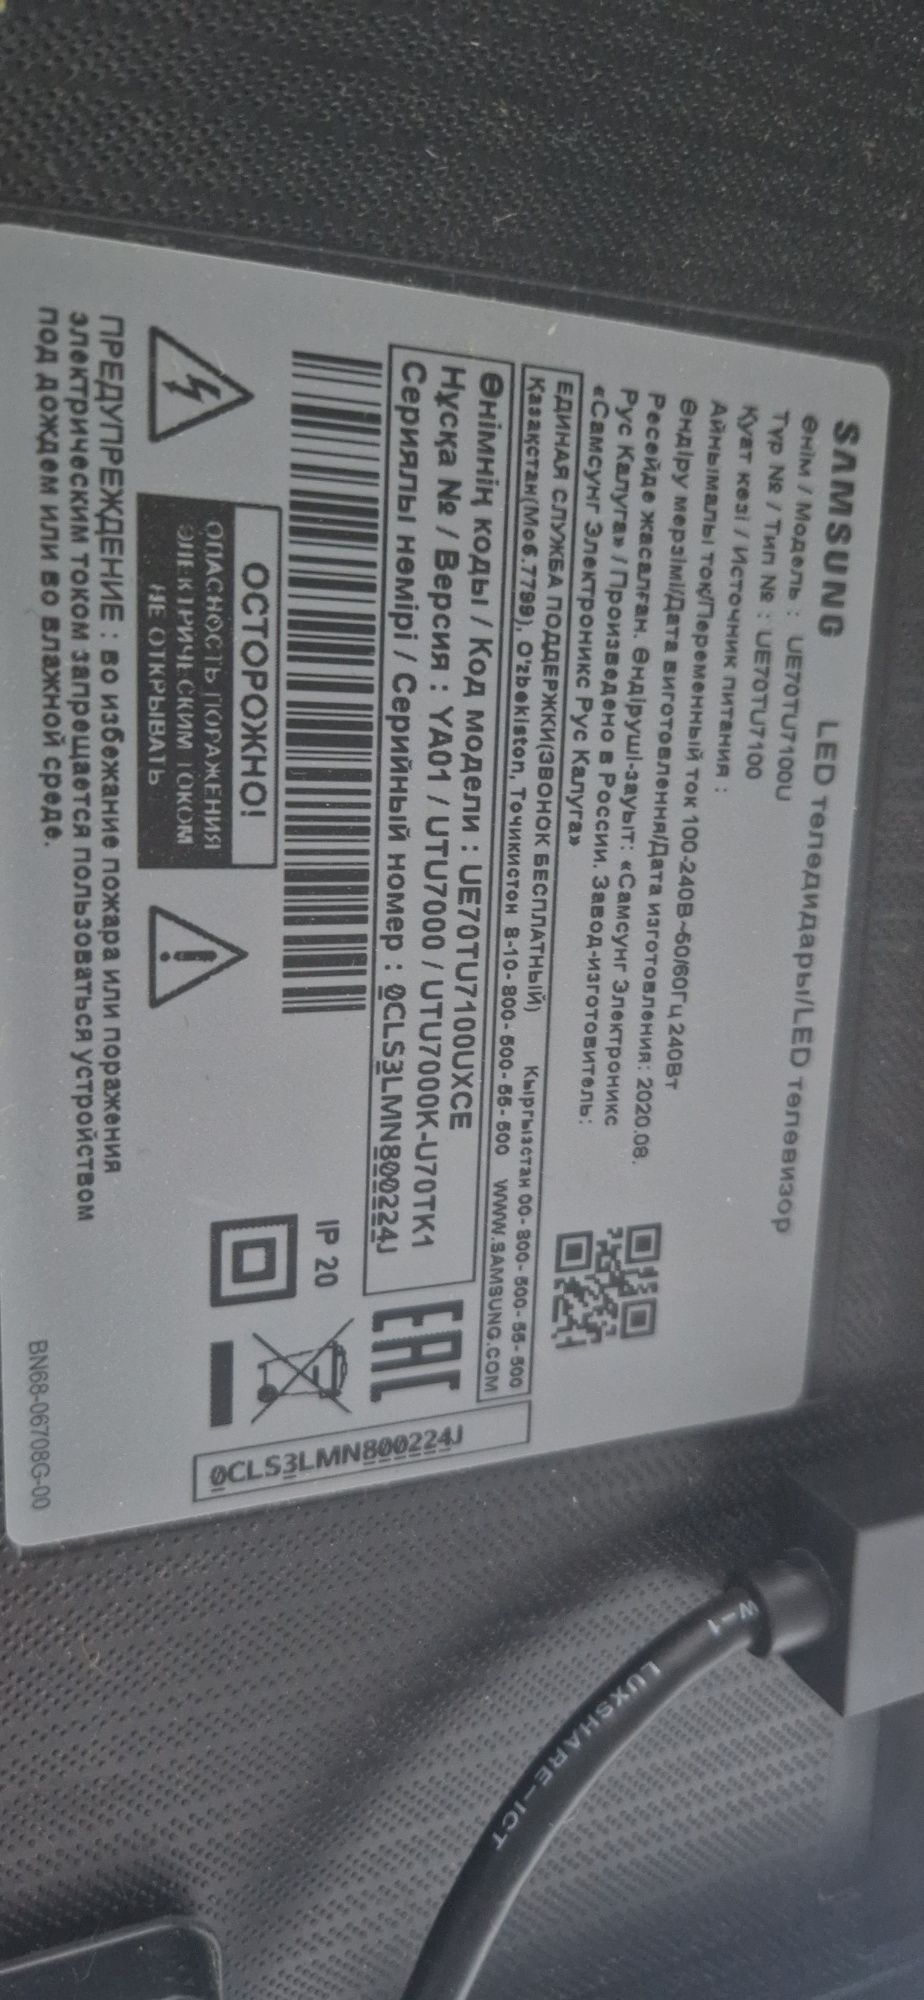 SAMSUNG LED теледидары/LED телевизор
Өнім / Модель : UE70TU7100U
Түр № / Тип № : UE70TU7100
Қуат көзі / Источник питания :
Айнымалы ток/Переменный ток 100-240В~50/60Гц 240Вт
Өндіру мерзімі/Дата виготовлення/Дата изготовления: 2020.08.
Ресейде жасалған. Өндіруші-зауыт: «Самсунг Электроникс
Рус Калуга» / Произведено в России. Завод-изготовитель:
«Самсунг Электроникс Рус Калуга»
ЕДИНАЯ СЛУЖБА ПОДДЕРЖКИ(ЗВОНОК БЕСПЛАТНЫЙ) Кыргызстан 00-800-500-55-500
Қазақстан(Моб.7799), O'zbekiston, Точикистон 8-10-800-500-55-500 WWW.SAMSUNG.COM
Өнімнің коды / Код модели : UE70TU7100UXCE
Нұсқа № / Версия : YA01 / UTU7000 / UTU7000K-U70TK1
Сериялы нөмірі / Серийный номер : 0CLS3LMN800224J
EAC
IP 20
0CLS3LMN800224J
ОСТОРОЖНО!
ОПАСНОСТЬ ПОРАЖЕНИЯ
ЭЛЕКТРИЧЕСКИМ ТОКОМ
НЕ ОТКРЫВАТЬ
ПРЕДУПРЕЖДЕНИЕ : во избежание пожара или поражения
электрическим током запрещается пользоваться устройством
под дождем или во влажной среде.
BN68-06708G-00
W-1 LUXSHARE-ICT